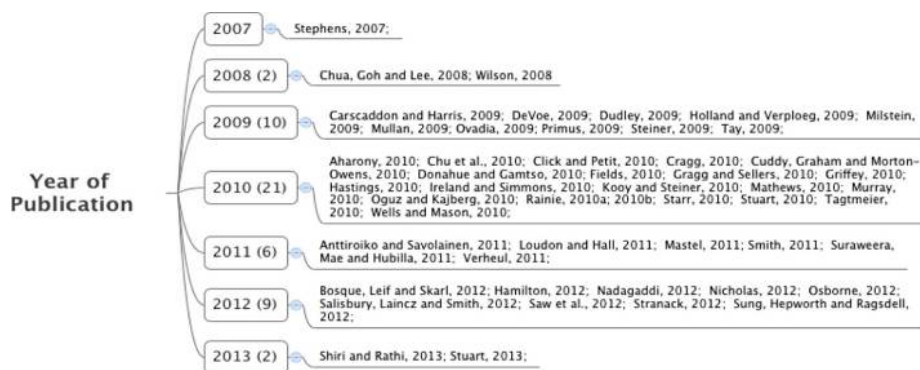 2007
Stephens, 2007;
2008 (2)
Chua, Goh and Lee, 2008; Wilson, 2008
2009 (10)
Carscaddon and Harris, 2009; DeVoe, 2009; Dudley, 2009; Holland and Verploeg, 2009; Milstein,
2009; Mullan, 2009; Ovadia, 2009; Primus, 2009; Steiner, 2009; Tay, 2009;
Year of
Publication
2010 (21)
Aharony, 2010; Chu et al., 2010; Click and Petit, 2010; Cragg, 2010; Cuddy, Graham and Morton-
Owens, 2010; Donahue and Gamtso, 2010; Fields, 2010; Gragg and Sellers, 2010; Griffey, 2010;
Hastings, 2010; Ireland and Simmons, 2010; Kooy and Steiner, 2010; Mathews, 2010; Murray,
2010; Oguz and Kajberg, 2010; Rainie, 2010a; 2010b; Starr, 2010; Stuart, 2010; Tagtmeier,
2010; Wells and Mason, 2010;
2011 (6)
Anttiroiko and Savolainen, 2011; Loudon and Hall, 2011; Mastel, 2011; Smith, 2011; Suraweera,
Mae and Hubilla, 2011; Verheul, 2011;
2012 (9)
Bosque, Leif and Skarl, 2012; Hamilton, 2012; Nadagaddi, 2012; Nicholas, 2012; Osborne, 2012;
Salisbury, Laincz and Smith, 2012; Saw et al., 2012; Stranack, 2012; Sung, Hepworth and Ragsdell,
2012;
2013 (2)
Shiri and Rathi, 2013; Stuart, 2013;